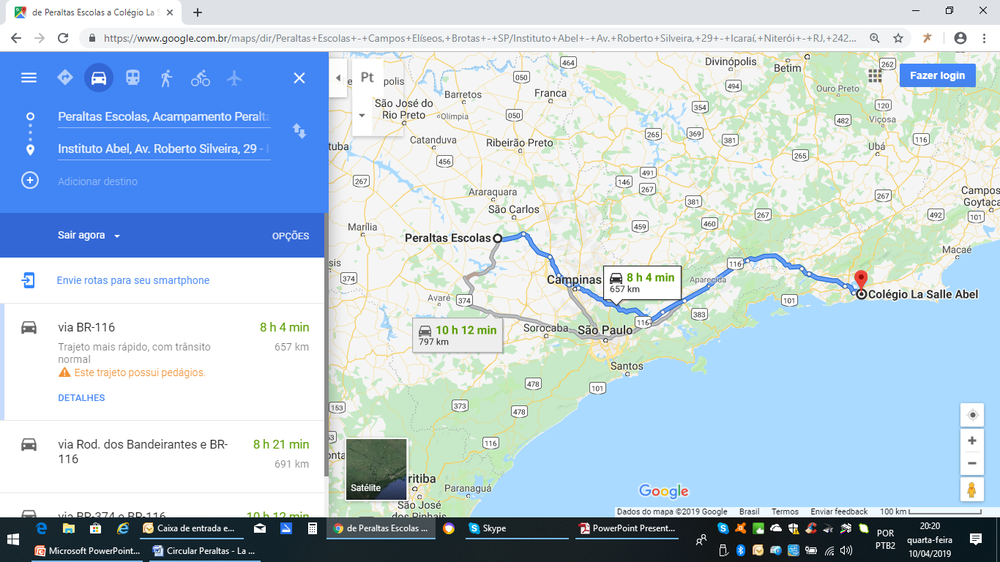 de Peraltas Escolas a Colégio La S
https://www.google.com.br/maps/dir/Peraltas+Escolas+-+Campos+Elíseos,+Brotas+-+SP/Instituto+Abel+-+Av.+Roberto+Silveira,+29+-+Icaraí,+Niterói+-+RJ,+242...
Peraltas Escolas, Acampamento Peralta
Instituto Abel, Av. Roberto Silveira, 29 -
Adicionar destino
Sair agora
OPÇÕES
Envie rotas para seu smartphone
via BR-116
8 h 4 min
Trajeto mais rápido, com trânsito
657 km
normal
Este trajeto possui pedágios.
DETALHES
via Rod. dos Bandeirantes e BR-
8 h 21 min
116
691 km
via BR-374 e BR-116
10 h 12 min
Pt
Fazer login
464
Divinópolis
Betim
262
050
opolis
Barretos
Franca
494
Ouro Preto
São José do
Rio Preto
Olímpia
050
354
120
482
Viçosa
Catanduva
Ribeirão Preto
265
369
381
116
tuba
Ubá
456
265
267
491
146
267
Araraquara
381
267
Campos
Goytaca
São Carlos
267
492
101
Marília
459
460
Peraltas Escolas
Macaé
116
sis
374
Campinas
8 h 4 min
657 km
Aparecida
Colégio La Salle Abel
Avaré
374
101
383
116
10 h 12 min
797 km
Sorocaba
São Paulo
Santos
478
101
153
373
478
53
116
onta
Satélite
ritiba
Paranaguá
São José
dos Pinhais
Google
Dados do mapa ©2019 Google
Brasil
Termos
Enviar feedback
100 km
Caixa de entrada e...
de Peraltas Escolas ...
Skype
PowerPoint Present...
Microsoft PowerPoint...
Circular Peraltas - La ...
POR
PTB2
20:20
quarta-feira
10/04/2019